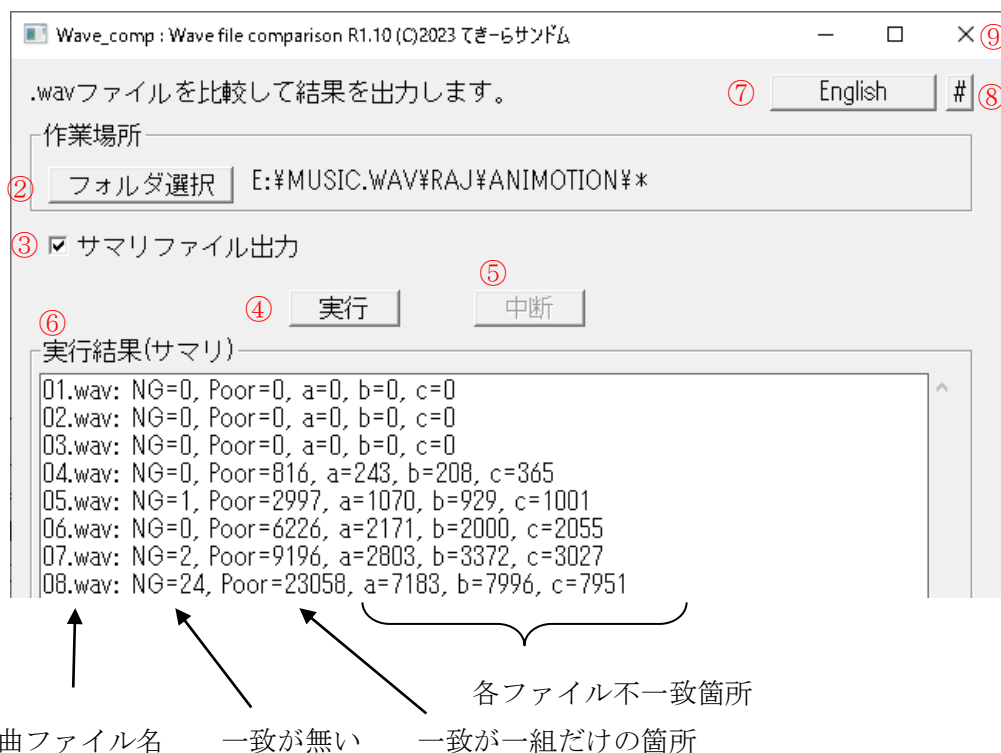 Wave_comp : Wave file comparison R1.10 (C)2023 てきーらサンドム
⑨
.wavファイルを比較して結果を出力します。
⑦ English # ⑧
作業場所
② フォルダ選択 E:¥MUSIC.WAV¥RAJ¥ANIMOTION¥*
③ サマリファイル出力
④ 実行 ⑤ 中断
⑥
実行結果(サマリ)
01.wav: NG=0, Poor=0, a=0, b=0, c=0
02.wav: NG=0, Poor=0, a=0, b=0, c=0
03.wav: NG=0, Poor=0, a=0, b=0, c=0
04.wav: NG=0, Poor=816, a=243, b=208, c=365
05.wav: NG=1, Poor=2997, a=1070, b=929, c=1001
06.wav: NG=0, Poor=6226, a=2171, b=2000, c=2055
07.wav: NG=2, Poor=9196, a=2803, b=3372, c=3027
08.wav: NG=24, Poor=23058, a=7183, b=7996, c=7951
各ファイル不一致箇所
曲ファイル名 一致が無い 一致が一組だけの箇所